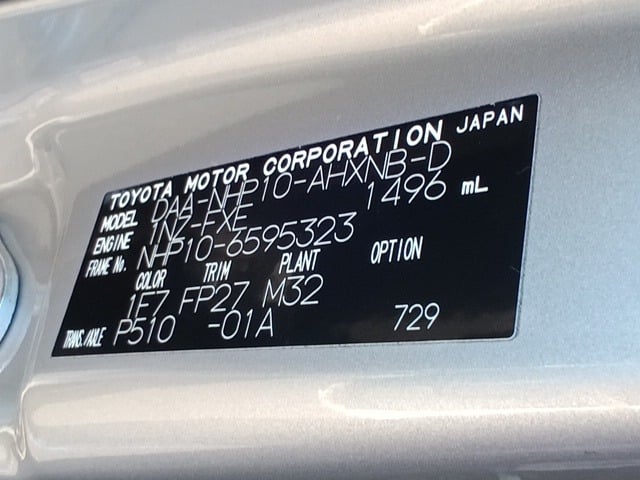 TOYOTA MOTOR CORPORATION JAPAN
MODEL DAA-NHP10-AHXNB-D
ENGINE 1NZ-FXE 1496 mL
FRAME No. NHP10-6595323
COLOR TRIM PLANT OPTION
1F7 FP27 M32
TRANS./AXLE P510 -01A 729